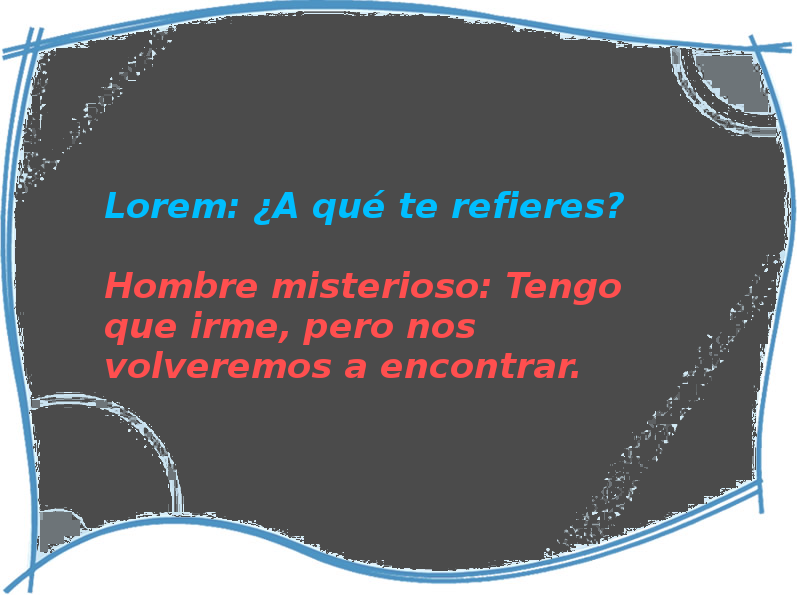 Lorem: ¿A qué te refieres?
Hombre misterioso: Tengo
que irme, pero nos
volveremos a encontrar.